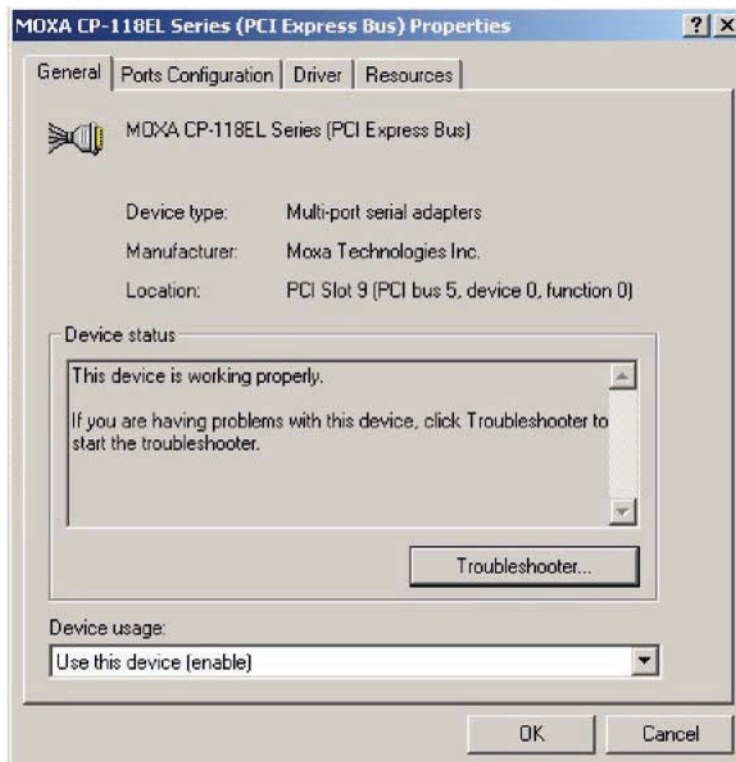 MOXA CP-118EL Series (PCI Express Bus) Properties
General
Ports Configuration
Driver
Resources
MOXA CP-118EL Series (PCI Express Bus)
Device type: Multi-port serial adapters
Manufacturer: Moxa Technologies Inc.
Location: PCI Slot 9 (PCI bus 5, device 0, function 0)
Device status
This device is working properly.
If you are having problems with this device, click Troubleshooter to
start the troubleshooter.
Troubleshooter...
Device usage:
Use this device (enable)
OK
Cancel